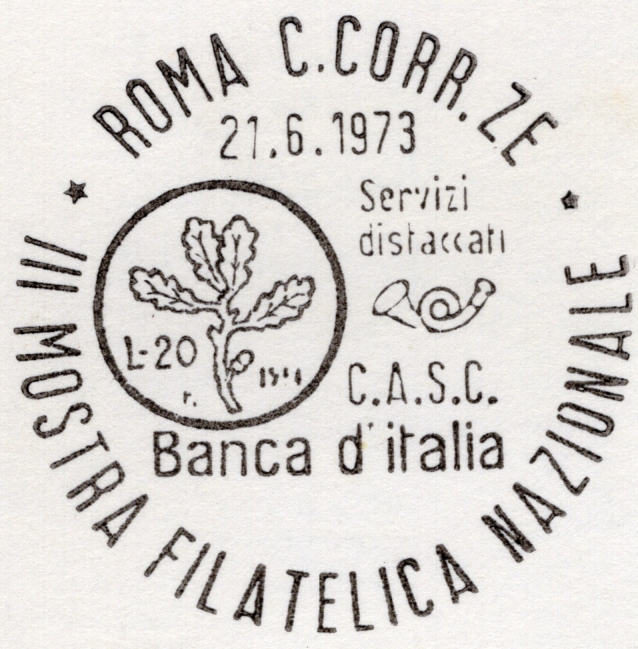 ROMA C.CORR.ZE
21.6.1973
Servizi
distaccati
L.20
r.
C.A.S.C.
Banca d'italia
III MOSTRA FILATELICA NAZIONALE